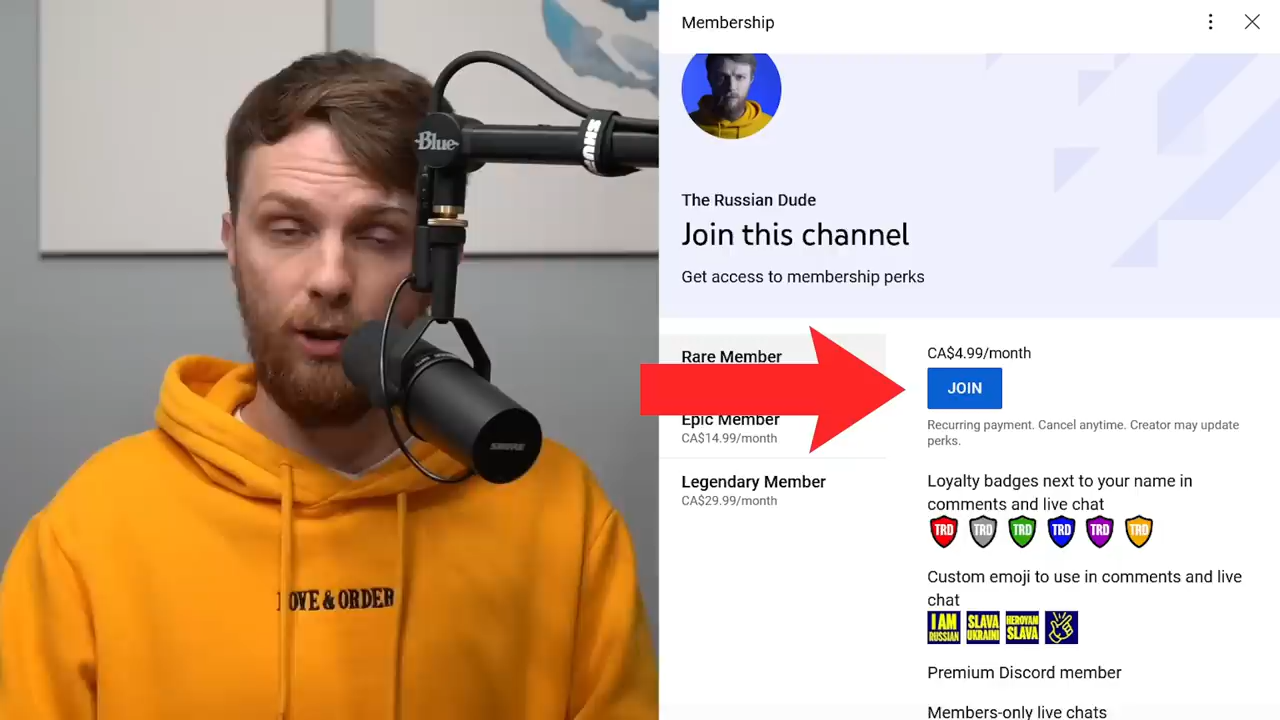 Blue
SHURE
LOVE & ORDER
Membership
The Russian Dude
Join this channel
Get access to membership perks
Rare Member
Epic Member
CA$14.99/month
Legendary Member
CA$29.99/month
CA$4.99/month
JOIN
Recurring payment. Cancel anytime. Creator may update
perks.
Loyalty badges next to your name in
comments and live chat
TRD TRD TRD TRD TRD TRD
Custom emoji to use in comments and live
chat
I AM RUSSIAN SLAVA UKRAINI HEROYAM SLAVA
Premium Discord member
Members-only live chats